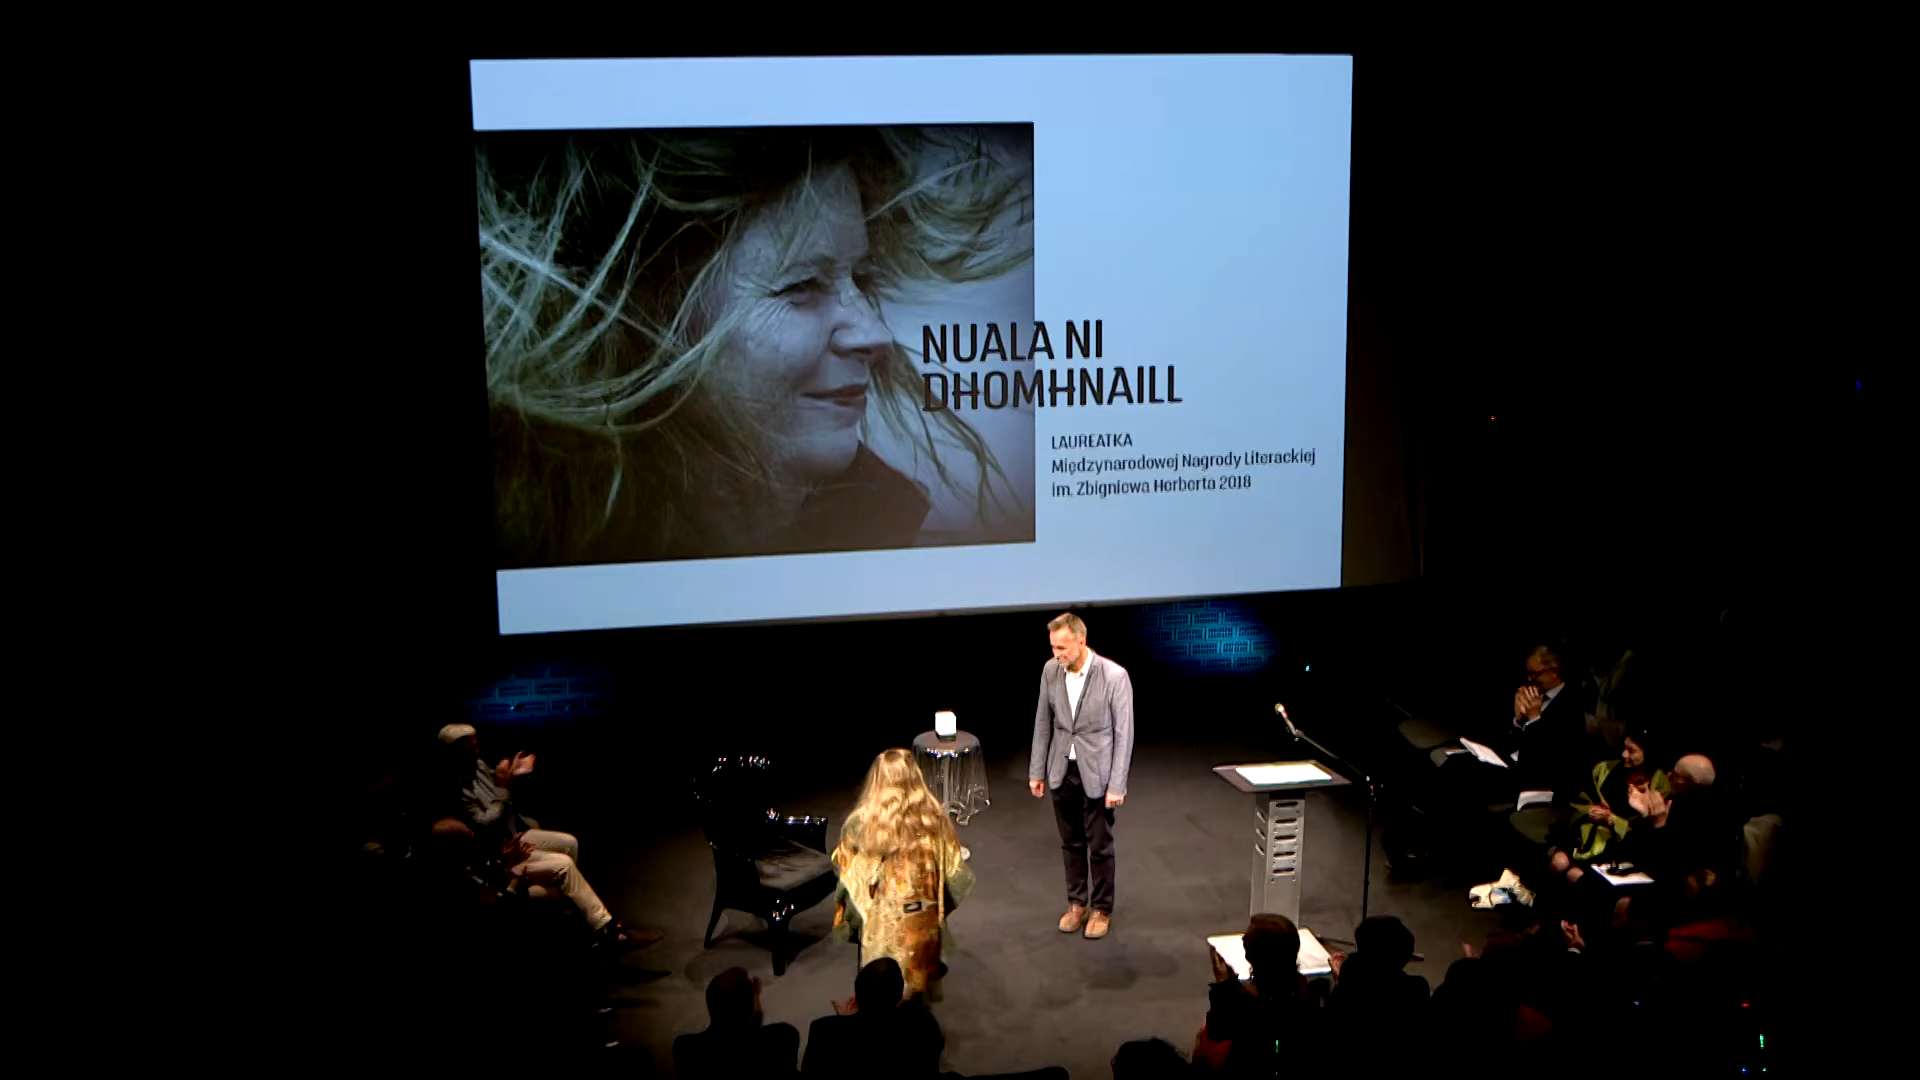 NUALA NI
DHOMHNAILL
LAUREATKA
Międzynarodowej Nagrody Literackiej
im. Zbigniewa Herberta 2018